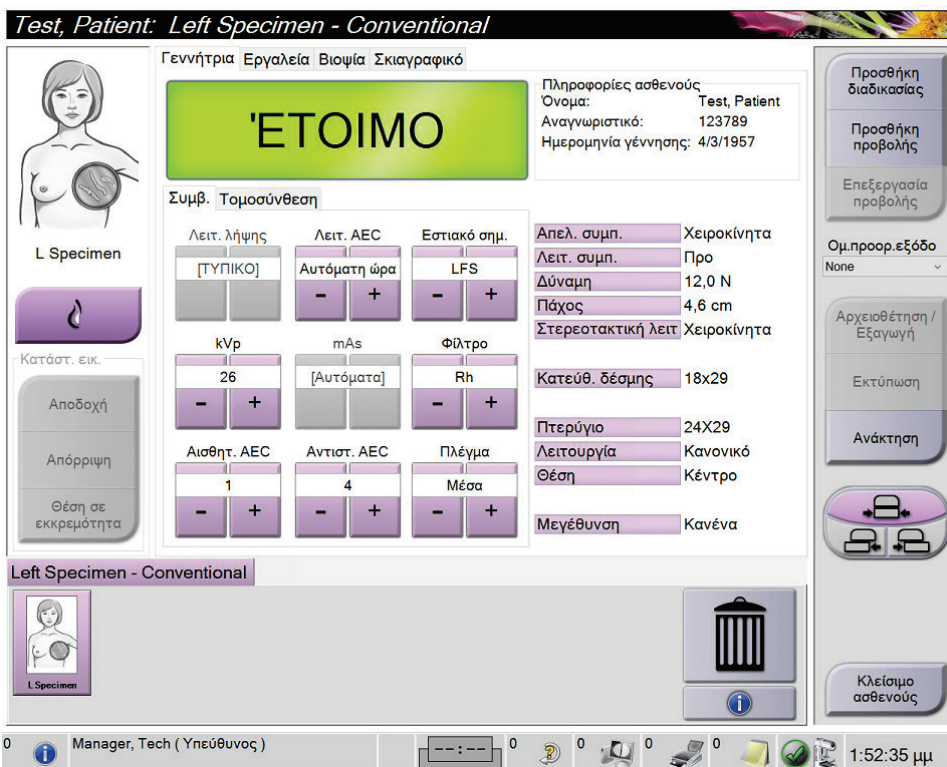 Test, Patient: Left Specimen - Conventional
Γεννήτρια Εργαλεία Βιοψία Σκιαγραφικό
ΈΤΟΙΜΟ
Πληροφορίες ασθενούς
Όνομα: Test, Patient
Αναγνωριστικό: 123789
Ημερομηνία γέννησης: 4/3/1957
L Specimen
Κατάστ. εικ.
Αποδοχή
Απόρριψη
Θέση σε
εκκρεμότητα
Συμβ. Τομοσύνθεση
Λειτ. λήψης Λειτ. AEC Εστιακό σημ.
[ΤΥΠΙΚΟ] Αυτόματη ώρα LFS
- + - +
kVp mAs Φίλτρο
26 [Αυτόματα] Rh
- + - +
Αισθητ. AEC Αντιστ. AEC Πλέγμα
1 4 Μέσα
- + - + - +
Απελ. συμπ. Χειροκίνητα
Λειτ. συμπ. Προ
Δύναμη 12,0 N
Πάχος 4,6 cm
Στερεοτακτική λειτ Χειροκίνητα
Κατεύθ. δέσμης 18x29
Πτερύγιο 24X29
Λειτουργία Κανονικό
Θέση Κέντρο
Μεγέθυνση Κανένα
Προσθήκη
διαδικασίας
Προσθήκη
προβολής
Επεξεργασία
προβολής
Ομ.προορ.εξόδο
None
Αρχειοθέτηση /
Εξαγωγή
Εκτύπωση
Ανάκτηση
Left Specimen - Conventional
L Specimen
Κλείσιμο
ασθενούς
0 Manager, Tech ( Υπεύθυνος ) --:-- 0 0 0 0 1:52:35 μμ